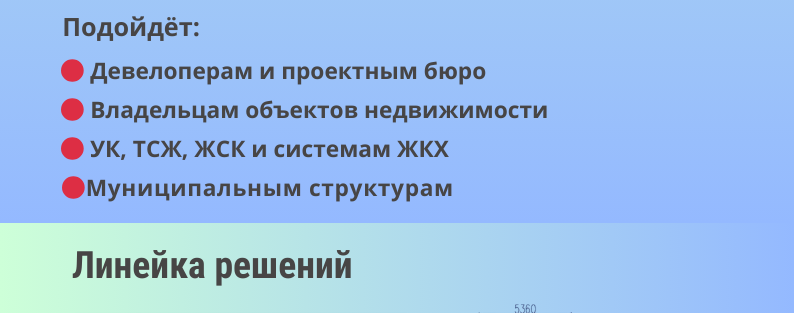 Подойдёт:
Девелоперам и проектным бюро
Владельцам объектов недвижимости
УК, ТСЖ, ЖСК и системам ЖКХ
Муниципальным структурам
Линейка решений
5360